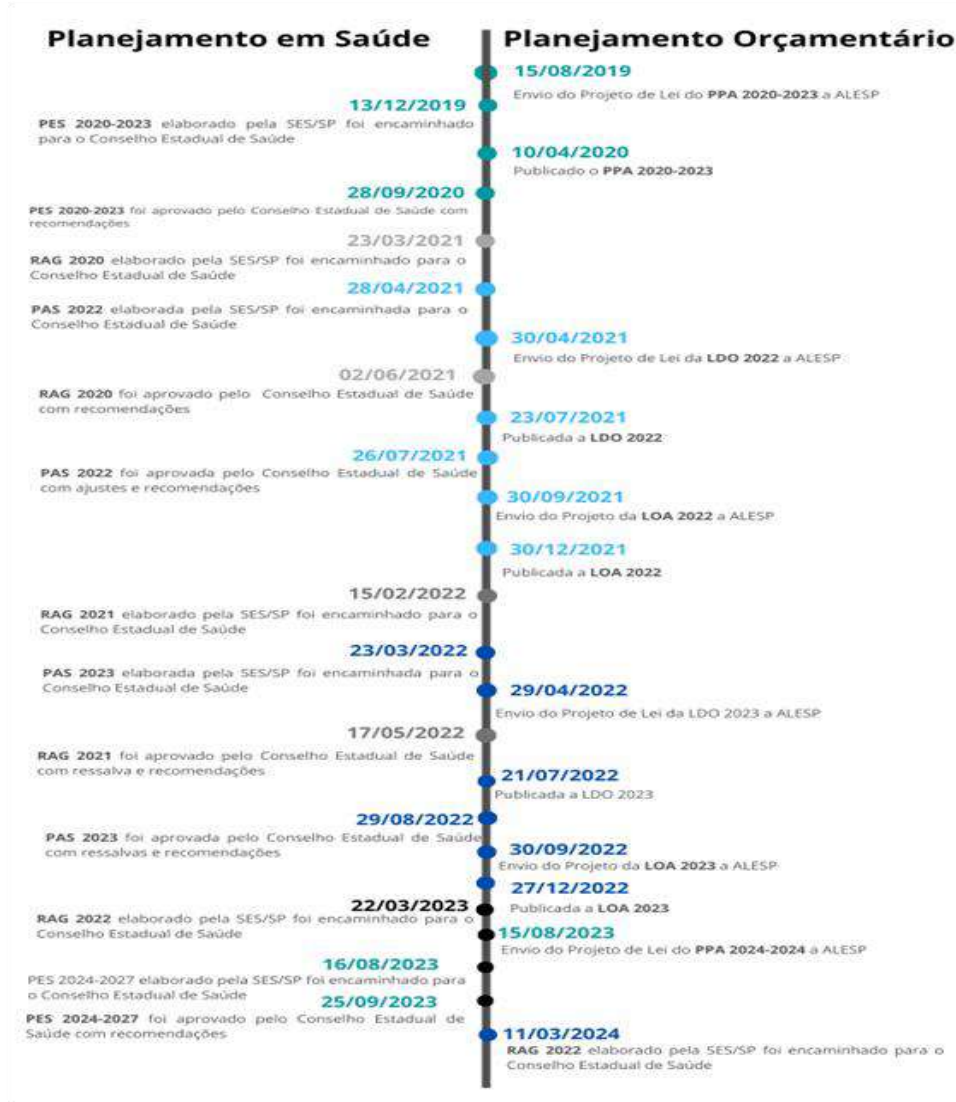 Planejamento em Saúde
Planejamento Orçamentário
15/08/2019
Envio do Projeto de Lei do PPA 2020-2023 a ALESP
13/12/2019
PES 2020-2023 elaborado pela SES/SP foi encaminhado
para o Conselho Estadual de Saúde
10/04/2020
Publicado o PPA 2020-2023
28/09/2020
PES 2020-2023 foi aprovado pelo Conselho Estadual de Saúde com
recomendações
23/03/2021
RAG 2020 elaborado pela SES/SP foi encaminhado para o
Conselho Estadual de Saúde
28/04/2021
PAS 2022 elaborada pela SES/SP foi encaminhada para o
Conselho Estadual de Saúde
30/04/2021
Envio do Projeto de Lei da LDO 2022 a ALESP
02/06/2021
RAG 2020 foi aprovado pelo Conselho Estadual de Saúde
com recomendações
23/07/2021
Publicada a LDO 2022
26/07/2021
PAS 2022 foi aprovada pelo Conselho Estadual de Saúde
com ajustes e recomendações
30/09/2021
Envio do Projeto da LOA 2022 a ALESP
30/12/2021
Publicada a LOA 2022
15/02/2022
RAG 2021 elaborado pela SES/SP foi encaminhado para o
Conselho Estadual de Saúde
23/03/2022
PAS 2023 elaborada pela SES/SP foi encaminhada para o
Conselho Estadual de Saúde
29/04/2022
Envio do Projeto de Lei da LDO 2023 a ALESP
17/05/2022
RAG 2021 foi aprovado pelo Conselho Estadual de Saúde
com ressalva e recomendações
21/07/2022
Publicada a LDO 2023
29/08/2022
PAS 2023 foi aprovada pelo Conselho Estadual de Saúde
com ressalvas e recomendações
30/09/2022
Envio do Projeto da LOA 2023 a ALESP
27/12/2022
Publicada a LOA 2023
22/03/2023
RAG 2022 elaborado pela SES/SP foi encaminhado para o
Conselho Estadual de Saúde
15/08/2023
Envio do Projeto de Lei do PPA 2024-2024 a ALESP
16/08/2023
PES 2024-2027 elaborado pela SES/SP foi encaminhado para
o Conselho Estadual de Saúde
25/09/2023
PES 2024-2027 foi aprovado pelo Conselho Estadual de
Saúde com recomendações
11/03/2024
RAG 2022 elaborado pela SES/SP foi encaminhado para o
Conselho Estadual de Saúde